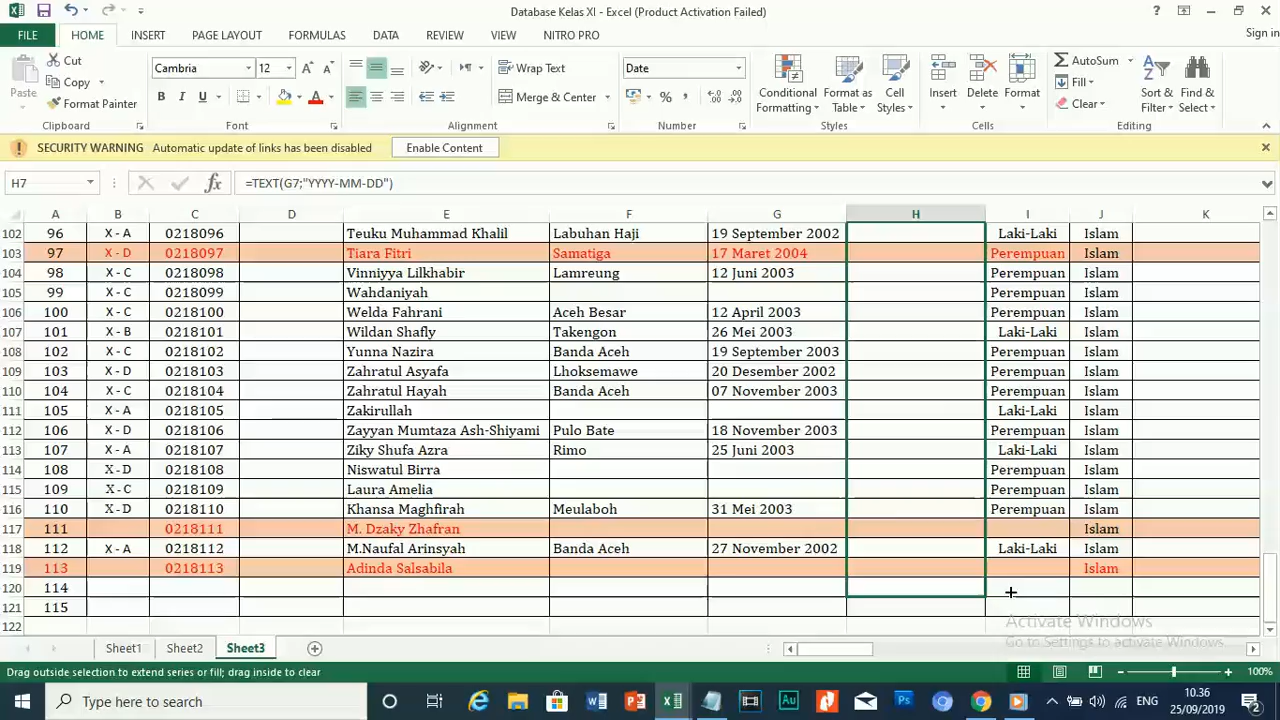 Database Kelas XI - Excel (Product Activation Failed)
FILE HOME INSERT PAGE LAYOUT FORMULAS DATA REVIEW VIEW NITRO PRO Sign in
Paste Cut Copy Format Painter
Cambria 12
B I U A
Wrap Text
Merge & Center
Date
Conditional Formatting Format as Table Cell Styles
Insert Delete Format
AutoSum Fill Clear
Sort & Filter Find & Select
Clipboard Font Alignment Number Styles Cells Editing
SECURITY WARNING Automatic update of links has been disabled Enable Content
H7 fx =TEXT(G7;"YYYY-MM-DD")
A B C D E F G H I J K
102 96 X - A 0218096 Teuku Muhammad Khalil Labuhan Haji 19 September 2002 Laki-Laki Islam
103 97 X - D 0218097 Tiara Fitri Samatiga 17 Maret 2004 Perempuan Islam
104 98 X - C 0218098 Vinniyya Lilkhabir Lamreung 12 Juni 2003 Perempuan Islam
105 99 X - C 0218099 Wahdaniyah Perempuan Islam
106 100 X - C 0218100 Welda Fahrani Aceh Besar 12 April 2003 Perempuan Islam
107 101 X - B 0218101 Wildan Shafly Takengon 26 Mei 2003 Laki-Laki Islam
108 102 X - C 0218102 Yunna Nazira Banda Aceh 19 September 2003 Perempuan Islam
109 103 X - D 0218103 Zahratul Asyafa Lhoksemawe 20 Desember 2002 Perempuan Islam
110 104 X - C 0218104 Zahratul Hayah Banda Aceh 07 November 2003 Perempuan Islam
111 105 X - A 0218105 Zakirullah Laki-Laki Islam
112 106 X - D 0218106 Zayyan Mumtaza Ash-Shiyami Pulo Bate 18 November 2003 Perempuan Islam
113 107 X - A 0218107 Ziky Shufa Azra Rimo 25 Juni 2003 Laki-Laki Islam
114 108 X - D 0218108 Niswatul Birra Perempuan Islam
115 109 X - C 0218109 Laura Amelia Perempuan Islam
116 110 X - D 0218110 Khansa Maghfirah Meulaboh 31 Mei 2003 Perempuan Islam
117 111 0218111 M. Dzaky Zhafran Islam
118 112 X - A 0218112 M.Naufal Arinsyah Banda Aceh 27 November 2002 Laki-Laki Islam
119 113 0218113 Adinda Salsabila Islam
120 114
121 115
122
Activate Windows
Go to Settings to activate Windows
Sheet1 Sheet2 Sheet3
Drag outside selection to extend series or fill; drag inside to clear 100%
Type here to search ENG 10.36
25/09/2019 2